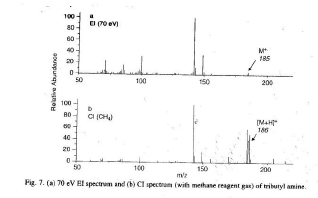 100
a
EI (70 eV)
80
60
40
20
0
M⁺
185
50
100
150
200
Relative Abundance
100
b
CI (CH₄)
80
60
40
20
0
[M+H]⁺
186
50
100
150
200
m/z
Fig. 7. (a) 70 eV EI spectrum and (b) CI spectrum (with methane reagent gas) of tributyl amine.